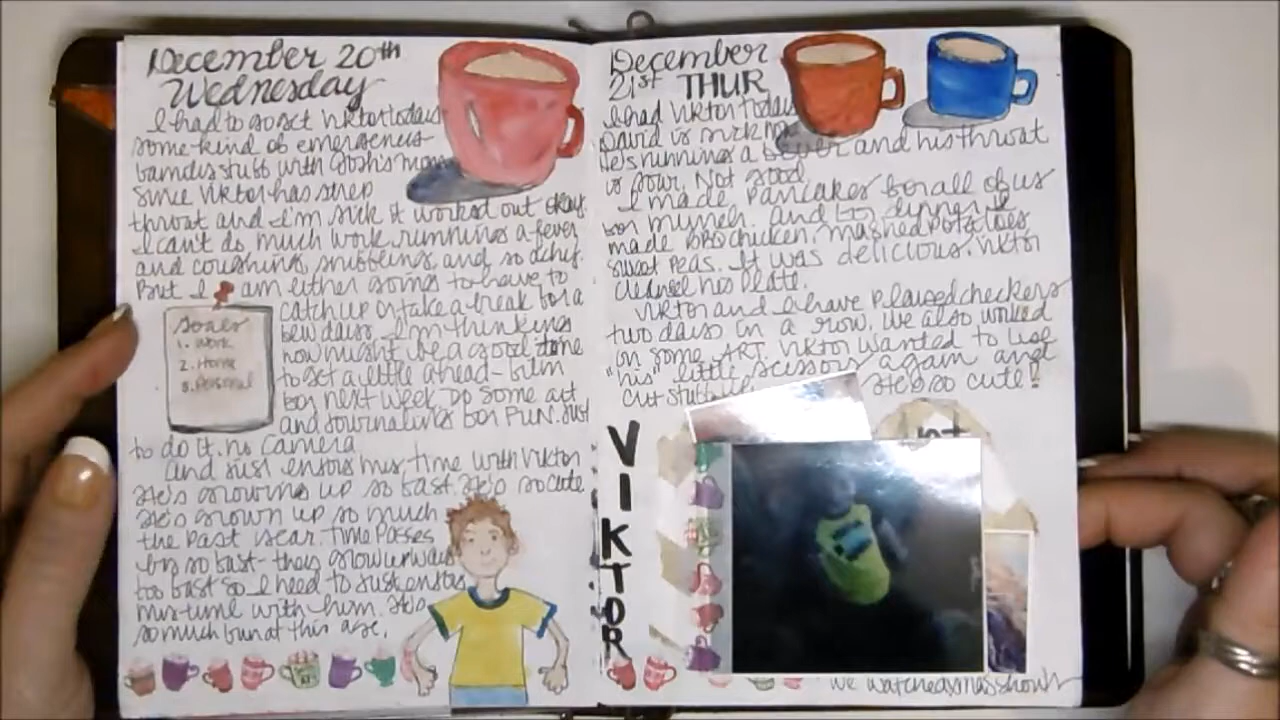 December 20th
Wednesday
I had to go get Viktor today
some kind of emergency
family stuff with Josh's mom
since Viktor has strep
throat and I'm sick it worked out okay
I can't do much work running a fever
and coughing, sniffeling, and so achy.
But I am either going to have to
catch up or take a break for a
few days. I'm thinking
now might be a good time
to get a little ahead - film
for next week. Do some art
and journaling for FUN. Just
to do it. no camera
Goals
1. Work
2. Home
3. Personal
and just enjoy my time with Viktor
He's growing up so fast. He's so cute
He's grown up so much
the past year. Time passes
by so fast - they grow up
too fast so I need to just enjoy
my time with him. He's
so much fun at this age.
December
21st THUR
I had Viktor today
David is sick
He's running a fever and his throat
is sour. Not good
I made pancakes for all of us
for munch. and for dinner I
made BBQ chicken, mashed potatoes,
sweet peas. It was delicious. Viktor
cleaned his plate.
Viktor and I have played checkers
two days in a row. We also worked
on some ART. Viktor wanted to use
"his" little scissors again and
cut stuff He's so cute!
VIKTOR
we watched xmas shows